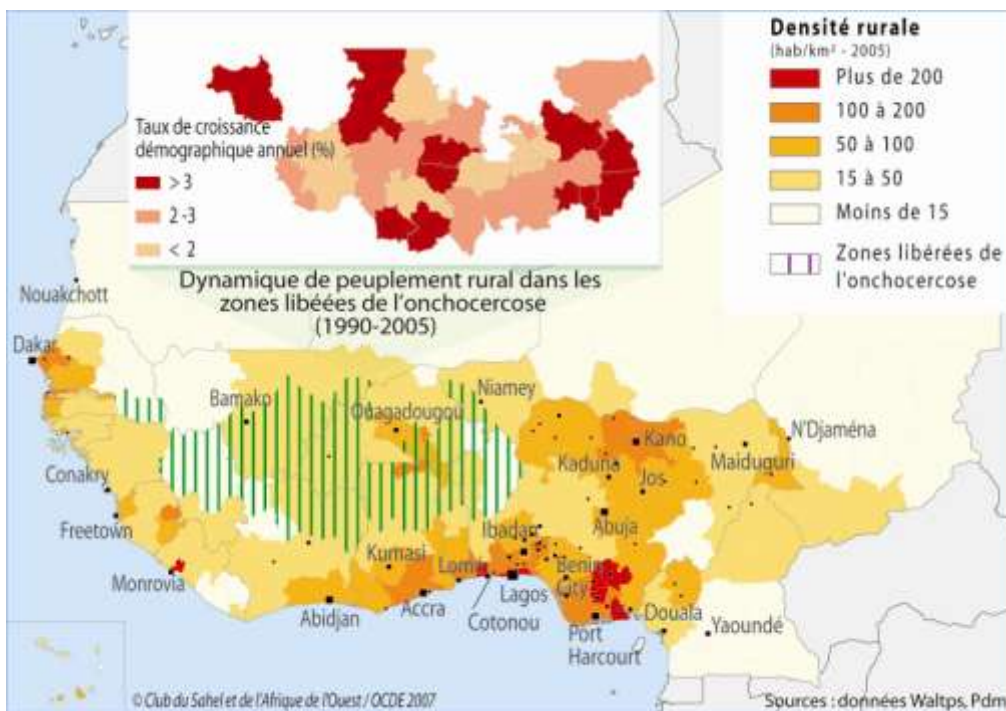 Densité rurale
(hab/km² - 2005)
Plus de 200
100 à 200
50 à 100
15 à 50
Moins de 15
Zones libérées de
l'onchocercose
Taux de croissance
démographique annuel (%)
> 3
2 -3
< 2
Dynamique de peuplement rural dans les
zones libéées de l'onchocercose
(1990-2005)
Nouakchott
Dakar
Bamako
Ouagadougou
Niamey
N'Djaména
Kano
Maiduguri
Kaduna
Jos
Conakry
Abuja
Freetown
Ibadan
Kumasi
Lomé
Benin
City
Monrovia
Lagos
Douala
Abidjan
Accra
Cotonou
Yaoundé
Port
Harcourt
© Club du Sahel et de l'Afrique de l'Ouest / OCDE 2007
Sources : données Waltps, Pdm